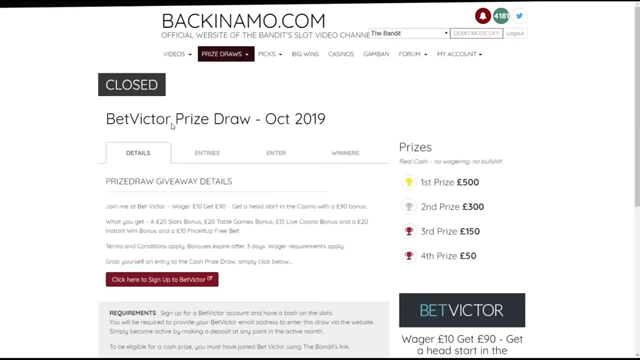 BACKINAMO.COM
OFFICIAL WEBSITE OF THE BANDIT'S SLOT VIDEO CHANNEL
4181
The Bandit
DEMO MODE OFF
Logout
VIDEOS
PRIZE DRAWS
PICKS
BIG WINS
CASINOS
GAMBAN
FORUM
MY ACCOUNT
CLOSED
BetVictor Prize Draw - Oct 2019
DETAILS
ENTRIES
ENTER
WINNERS
PRIZEDRAW GIVEAWAY DETAILS
Join me at Bet Victor - Wager £10 Get £90 - Get a head start in the Casino with a £90 bonus.
What you get - A £25 Slots Bonus, £20 Table Games Bonus, £15 Live Casino Bonus and a £20
Instant Win Bonus and a £10 PriceItUp Free Bet!
Terms and Conditions apply. Bonuses expire after 3 days. Wager requirements apply.
Grab yourself an entry to the Cash Prize Draw, simply click below....
Click here to Sign Up to BetVictor
REQUIREMENTS : Sign up for a BetVictor account and have a bash on the slots.
You will be required to provide your BetVictor email address to enter this draw via the website.
Simply become active by making a deposit at any point in the active month.
To be eligible for a cash prize, you must have joined Bet Victor using The Bandit's link.
Prizes
Real Cash - no wagering, no bullshit!
1st Prize £500
2nd Prize £300
3rd Prize £150
4th Prize £50
BETVICTOR
Wager £10 Get £90 - Get
a head start in the